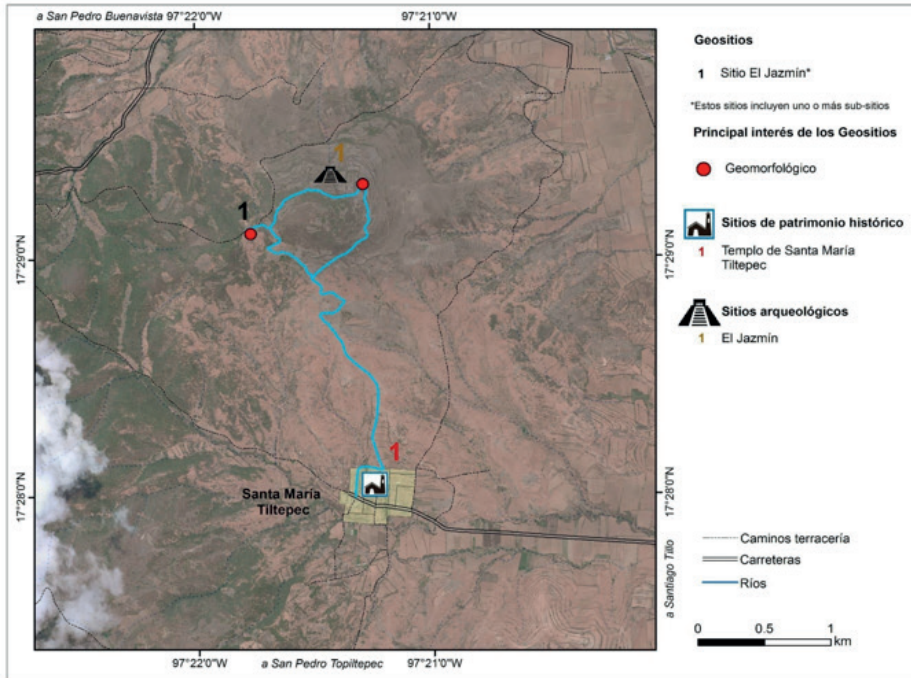 a San Pedro Buenavista
97°22'0"W
97°21'0"W
Geositios
1 Sitio El Jazmín*
*Estos sitios incluyen uno o más sub-sitios
Principal interés de los Geositios
Geomorfológico
1
1
17°29'0"N
17°29'0"N
Sitios de patrimonio histórico
1 Templo de Santa María
Tiltepec
Sitios arqueológicos
1 El Jazmín
1
Santa María
Tiltepec
17°28'0"N
17°28'0"N
a Santiago Tillo
Caminos terracería
Carreteras
Ríos
0 0.5 1
km
97°22'0"W
a San Pedro Topiltepec
97°21'0"W